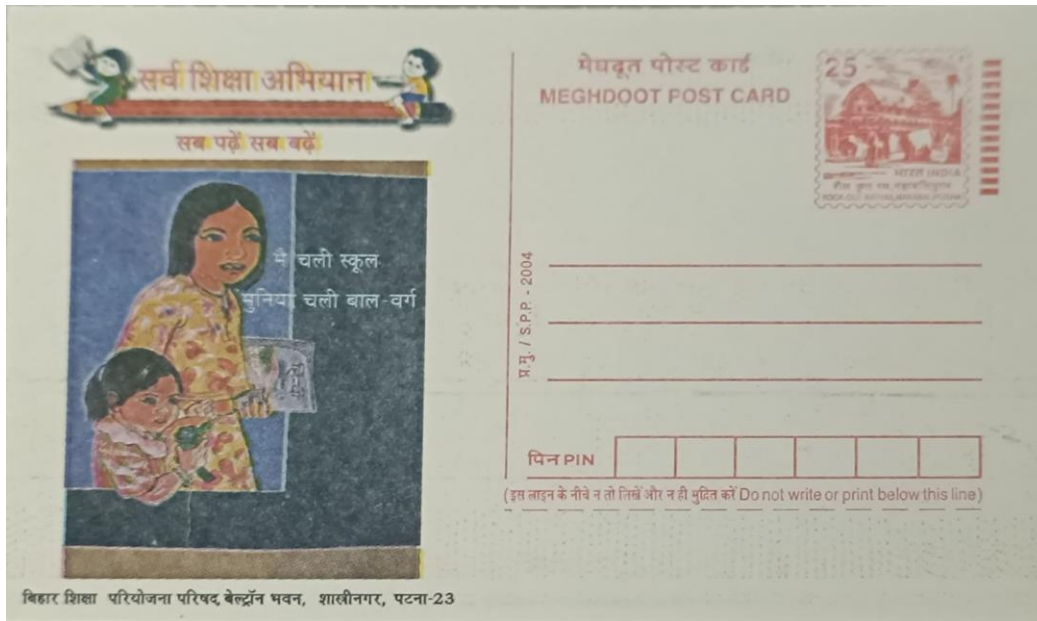 सर्व शिक्षा अभियान
सब पढ़ें सब बढ़ें
मै चली स्कूल
मुनिया चली बाल-वर्ग
बिहार शिक्षा परियोजना परिषद्, बेल्ट्रॉन भवन, शास्त्रीनगर, पटना-23
मेघदूत पोस्ट कार्ड
MEGHDOOT POST CARD
25
भारत INDIA
प्र.मु. / S.P.P. - 2004
पिन PIN
(इस लाइन के नीचे न तो लिखें और न ही मुद्रित करें Do not write or print below this line)